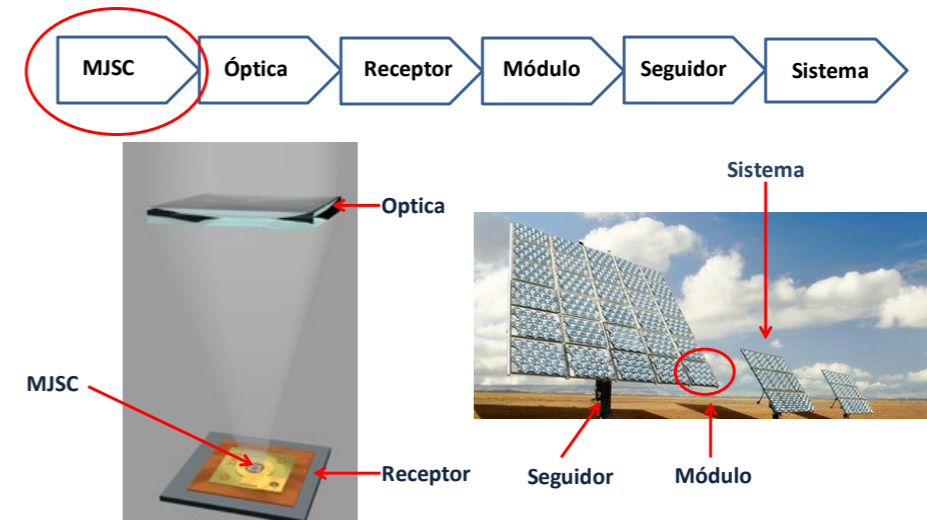 MJSC
Óptica
Receptor
Módulo
Seguidor
Sistema
Sistema
Optica
MJSC
Receptor
Seguidor
Módulo